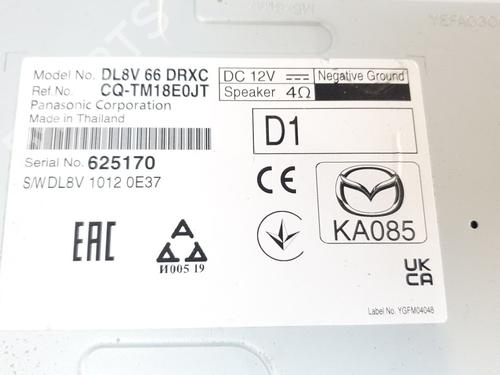 Model No. DL8V 66 DRXC
Ref.No. CQ-TM18E0JT
Panasonic Corporation
Made in Thailand
DC 12V Negative Ground
Speaker 4Ω
D1
Serial No. 625170
S/W DL8V 1012 0E37
CE
KA085
EAC
И005 19
UK
CA
Label No. YGFM04048